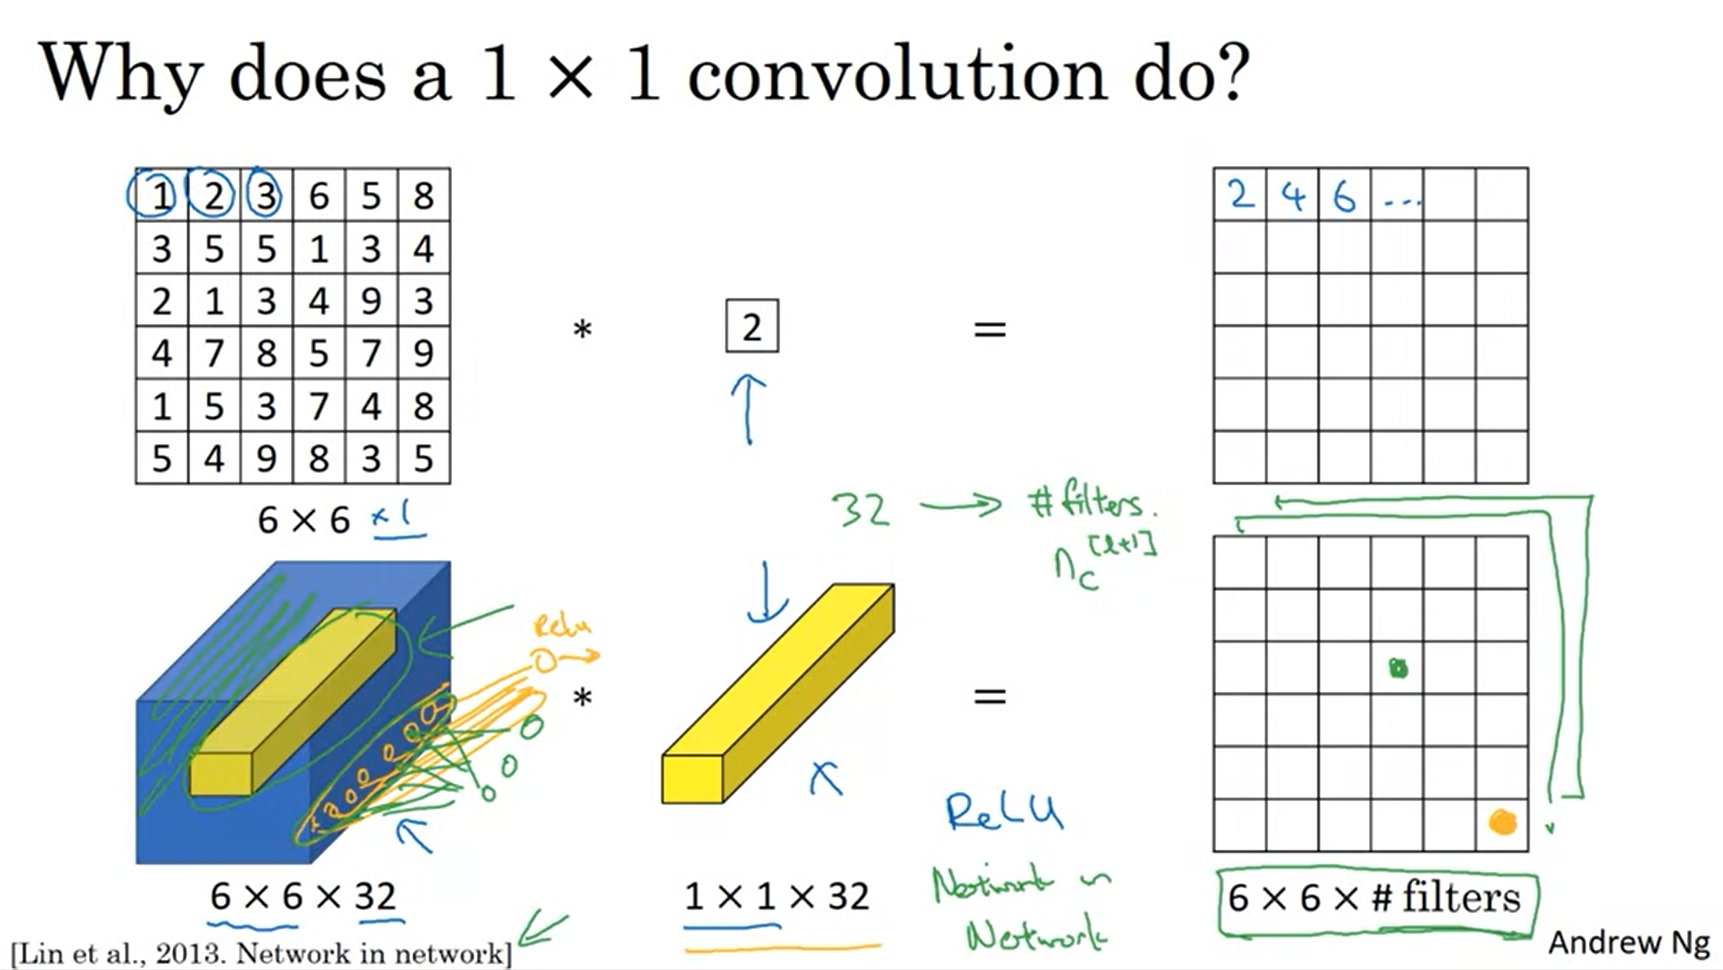 Why does a 1 × 1 convolution do?
1 2 3 6 5 8
3 5 5 1 3 4
2 1 3 4 9 3
4 7 8 5 7 9
1 5 3 7 4 8
5 4 9 8 3 5
6 × 6 × 1
*
2
=
2 4 6 ...
32 → # filters.
n_c^[l+1]
ReLU
*
=
ReLU
Network in
Network
6 × 6 × 32
1 × 1 × 32
6 × 6 × # filters
[Lin et al., 2013. Network in network]
Andrew Ng